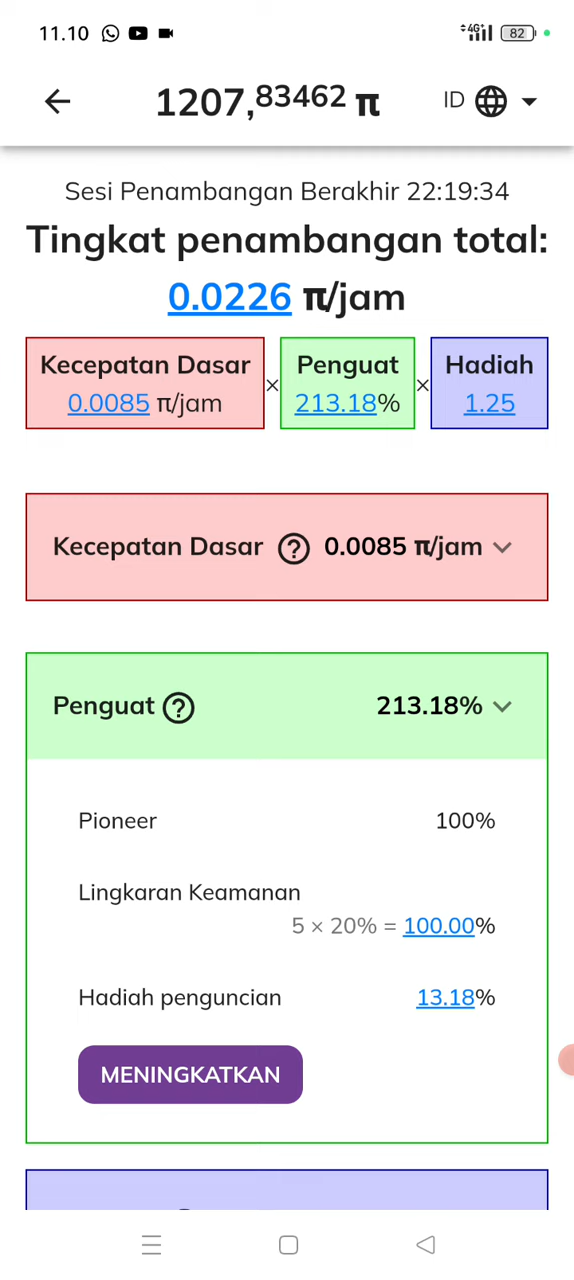 11.10
4G+
82
1207,83462 π
ID
Sesi Penambangan Berakhir 22:19:34
Tingkat penambangan total:
0.0226 π/jam
Kecepatan Dasar
0.0085 π/jam
×
Penguat
213.18%
×
Hadiah
1.25
Kecepatan Dasar ? 0.0085 π/jam
Penguat ? 213.18%
Pioneer 100%
Lingkaran Keamanan
5 × 20% = 100.00%
Hadiah penguncian 13.18%
MENINGKATKAN